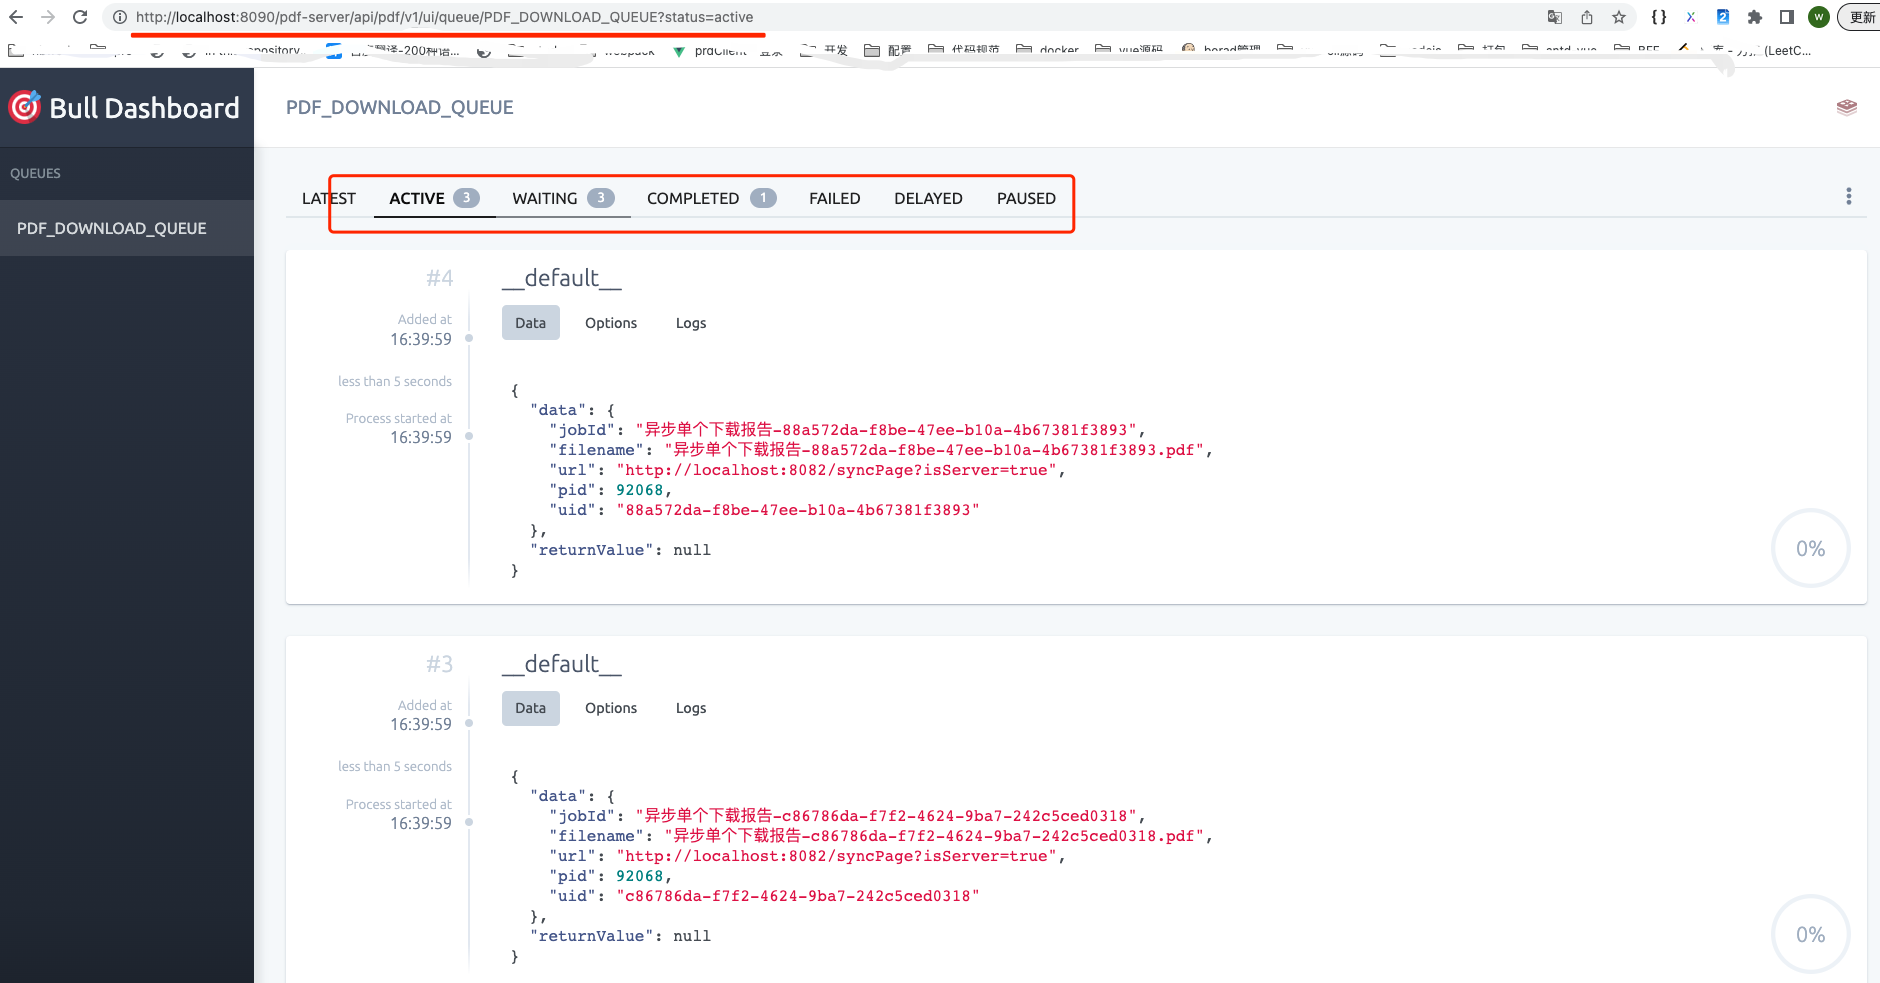 http://localhost:8090/pdf-server/api/pdf/v1/ui/queue/PDF_DOWNLOAD_QUEUE?status=active
W
更新
-200种语...
开发
配置
代码规范
docker
vue源码
(LeetC...
Bull Dashboard
PDF_DOWNLOAD_QUEUE
QUEUES
PDF_DOWNLOAD_QUEUE
LATEST ACTIVE 3 WAITING 3 COMPLETED 1 FAILED DELAYED PAUSED
#4 __default__
Data Options Logs
Added at
16:39:59
less than 5 seconds
Process started at
16:39:59
{
"data": {
"jobId": "异步单个下载报告-88a572da-f8be-47ee-b10a-4b67381f3893",
"filename": "异步单个下载报告-88a572da-f8be-47ee-b10a-4b67381f3893.pdf",
"url": "http://localhost:8082/syncPage?isServer=true",
"pid": 92068,
"uid": "88a572da-f8be-47ee-b10a-4b67381f3893"
},
"returnValue": null
}
0%
#3 __default__
Data Options Logs
Added at
16:39:59
less than 5 seconds
Process started at
16:39:59
{
"data": {
"jobId": "异步单个下载报告-c86786da-f7f2-4624-9ba7-242c5ced0318",
"filename": "异步单个下载报告-c86786da-f7f2-4624-9ba7-242c5ced0318.pdf",
"url": "http://localhost:8082/syncPage?isServer=true",
"pid": 92068,
"uid": "c86786da-f7f2-4624-9ba7-242c5ced0318"
},
"returnValue": null
}
0%